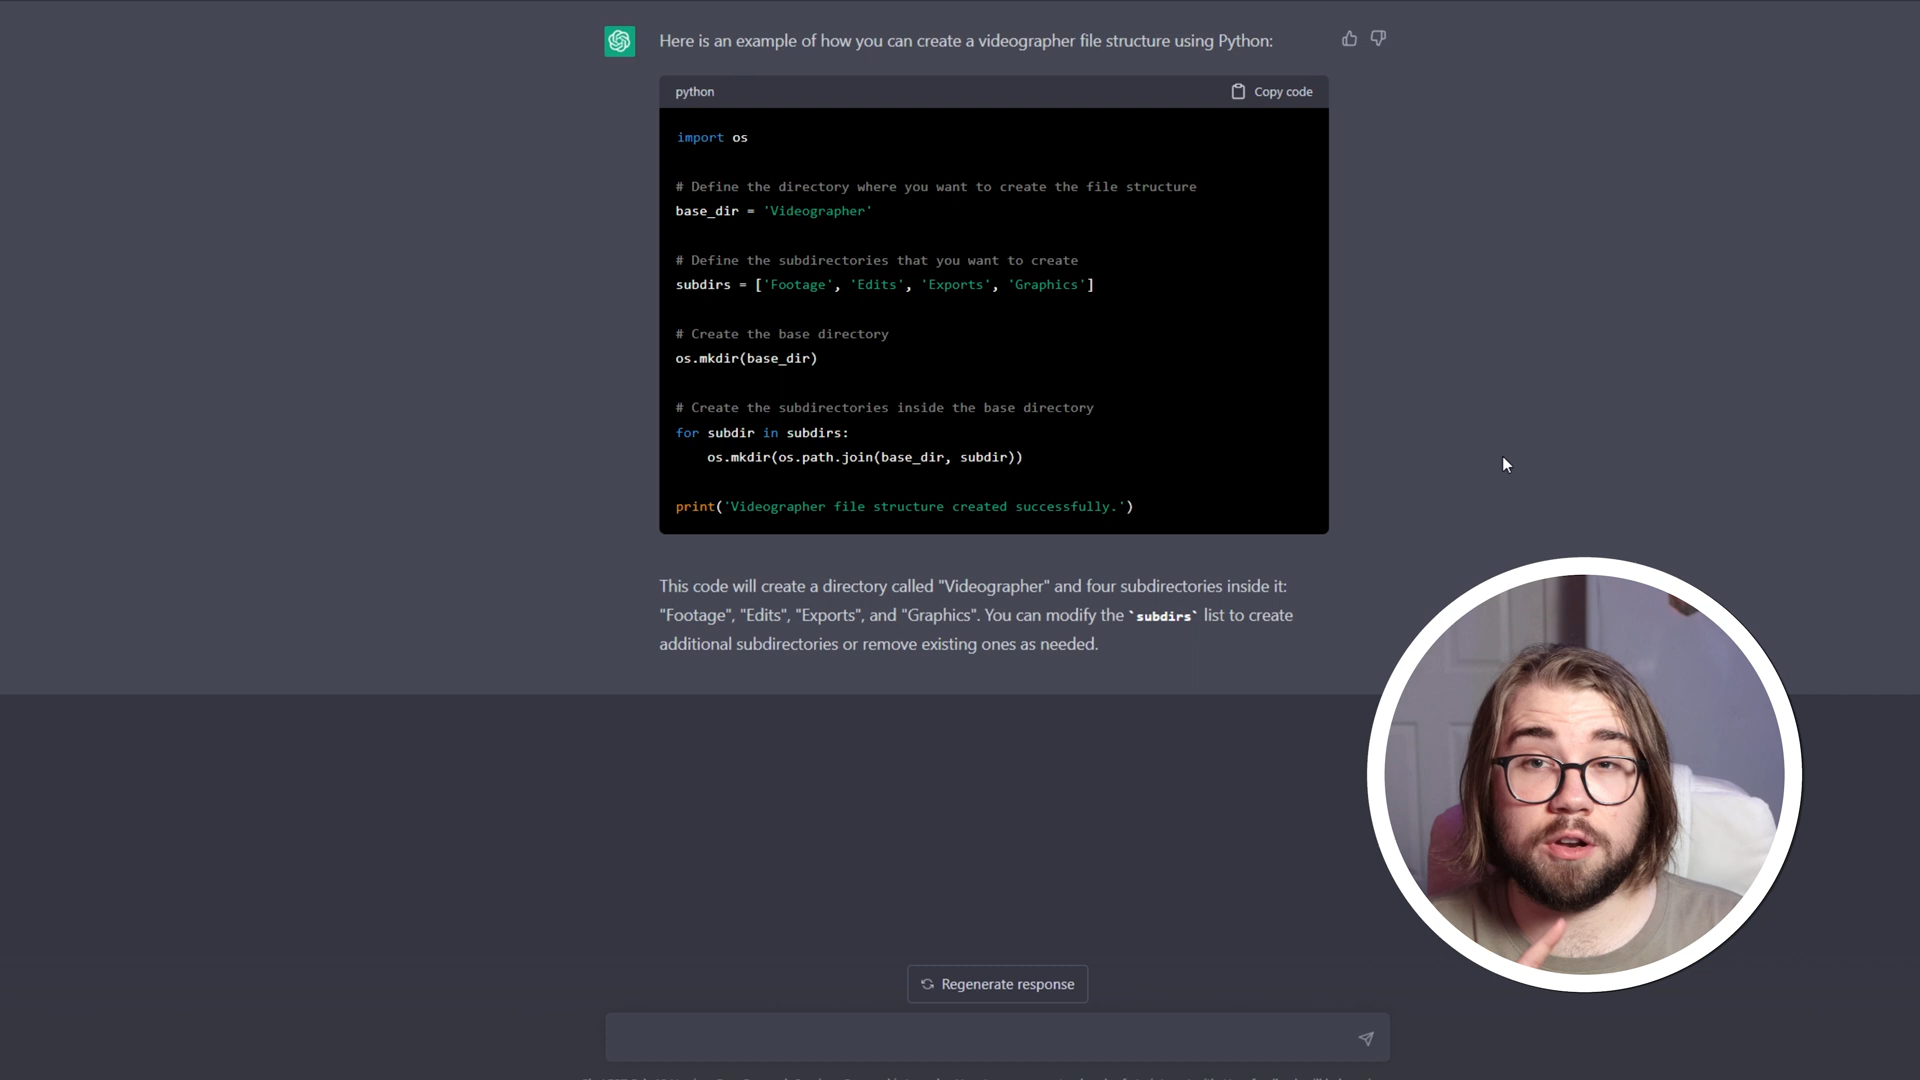 Here is an example of how you can create a videographer file structure using Python:
python
Copy code
import os
# Define the directory where you want to create the file structure
base_dir = 'Videographer'
# Define the subdirectories that you want to create
subdirs = ['Footage', 'Edits', 'Exports', 'Graphics']
# Create the base directory
os.mkdir(base_dir)
# Create the subdirectories inside the base directory
for subdir in subdirs:
    os.mkdir(os.path.join(base_dir, subdir))
print('Videographer file structure created successfully.')
This code will create a directory called "Videographer" and four subdirectories inside it:
"Footage", "Edits", "Exports", and "Graphics". You can modify the `subdirs` list to create
additional subdirectories or remove existing ones as needed.
Regenerate response